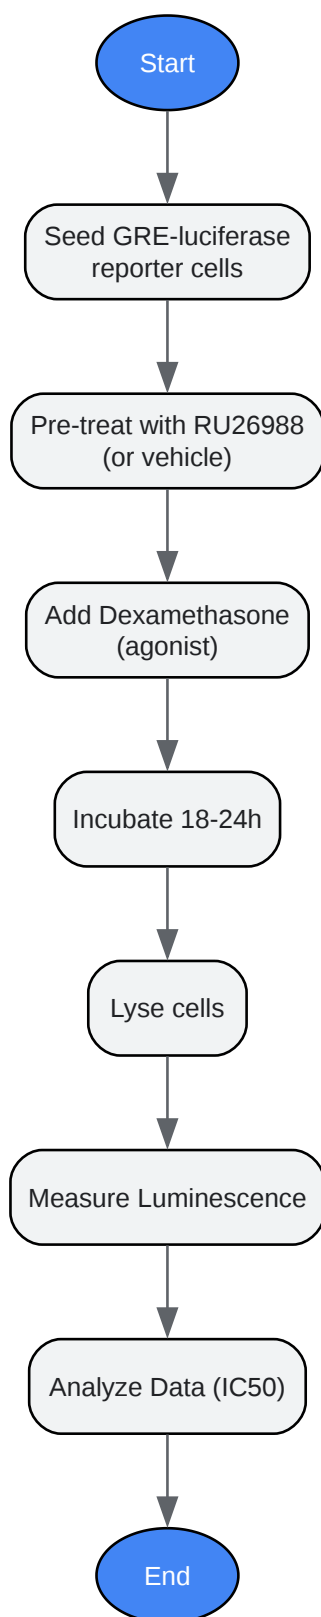 Start
Seed GRE-luciferase
reporter cells
Pre-treat with RU26988
(or vehicle)
Add Dexamethasone
(agonist)
Incubate 18-24h
Lyse cells
Measure Luminescence
Analyze Data (IC50)
End